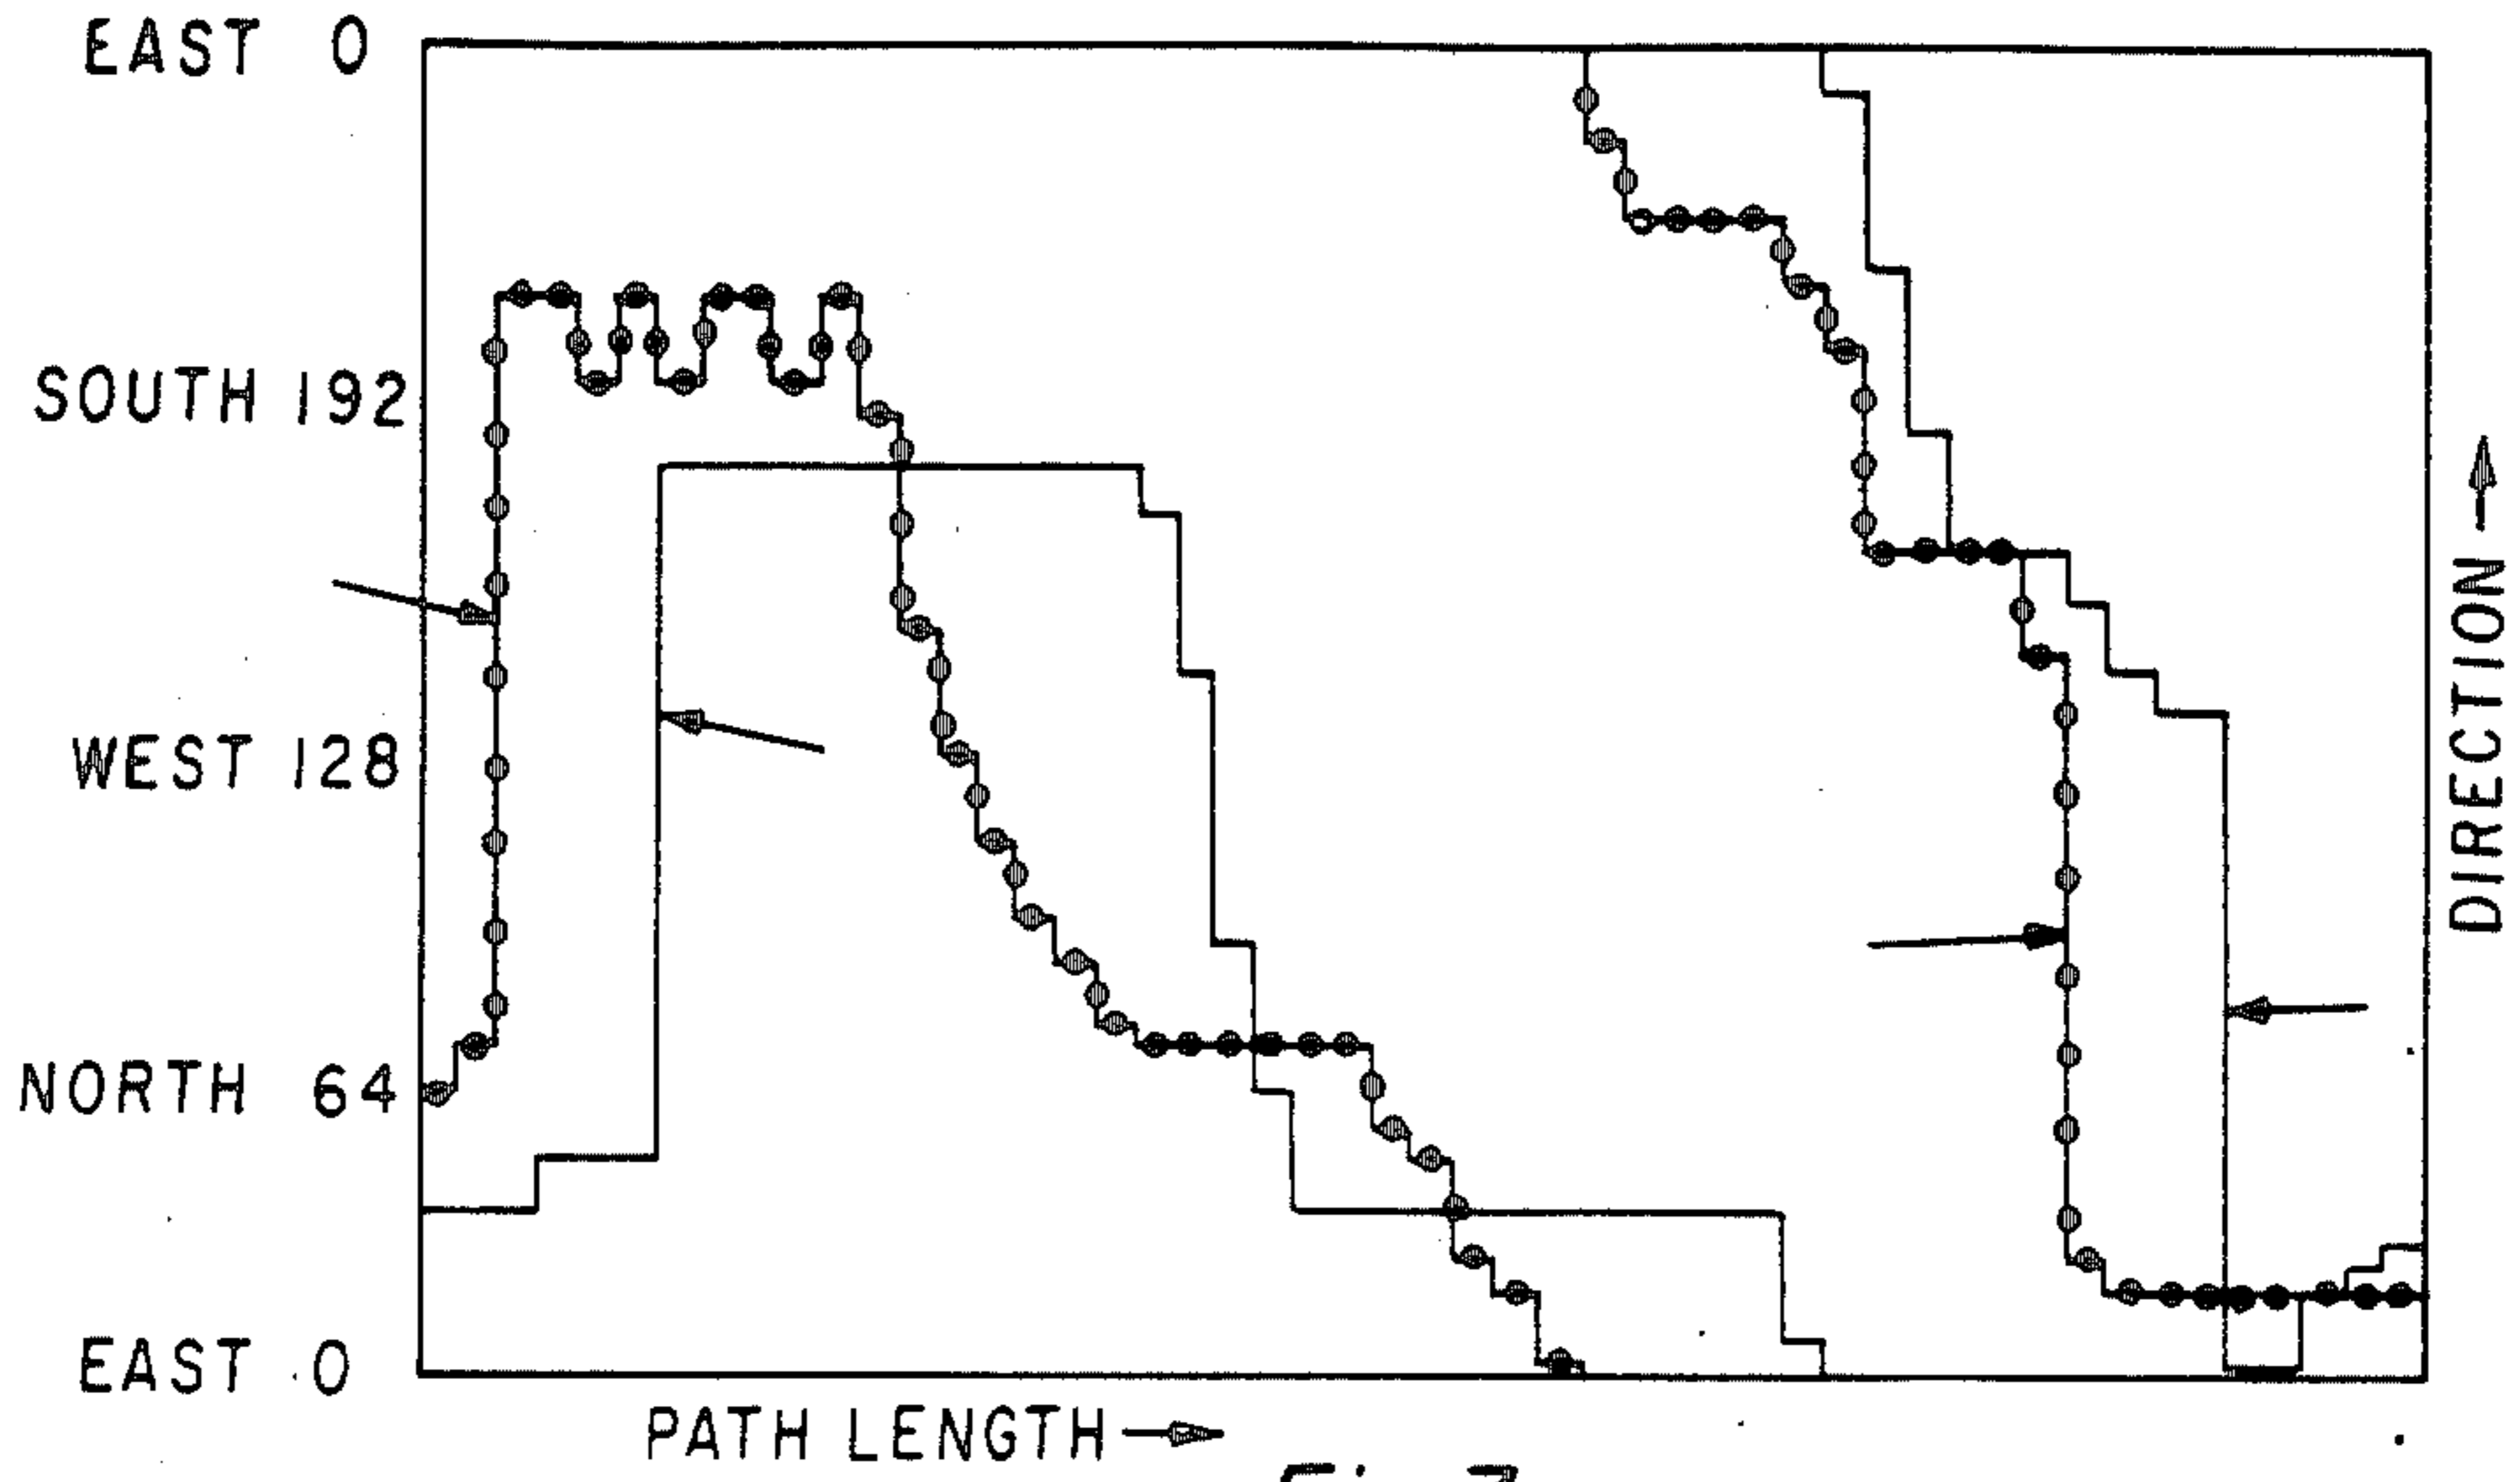 EAST 0
SOUTH 192
WEST 128
NORTH 64
EAST 0
PATH LENGTH
DIRECTION